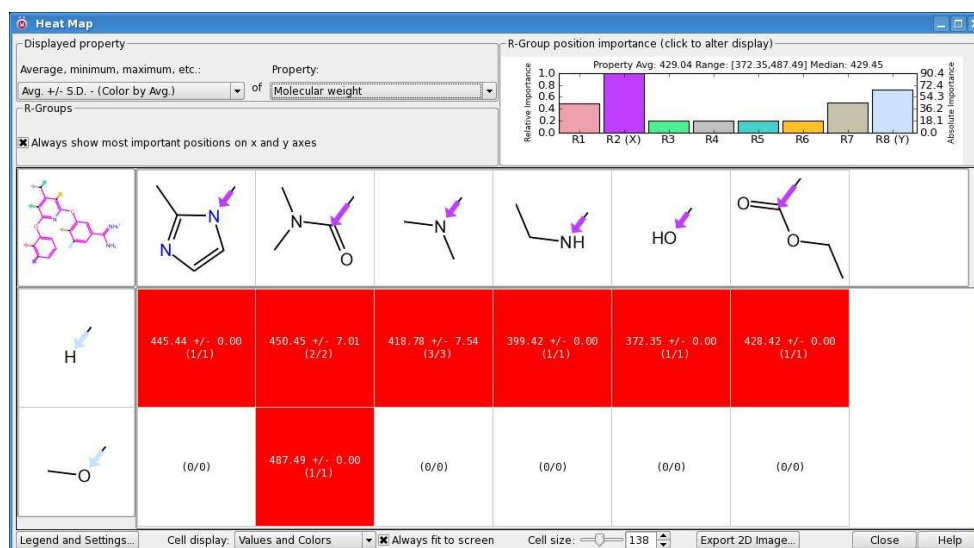 Heat Map
Displayed property
Average, minimum, maximum, etc.: Property:
Avg. +/- S.D. - (Color by Avg.) of Molecular weight
R-Groups
Always show most important positions on x and y axes
R-Group position importance (click to alter display)
Property Avg: 429.04 Range: [372.35,487.49] Median: 429.45
Relative Importance
1.0
0.8
0.6
0.4
0.2
0.0
R1 R2 (X) R3 R4 R5 R6 R7 R8 (Y)
90.4
72.4
54.3
36.2
18.1
0.0
Absolute Importance
N N
N O
N
NH
HO
O O
H
445.44 +/- 0.00 450.45 +/- 7.01 418.78 +/- 7.54 399.42 +/- 0.00 372.35 +/- 0.00 428.42 +/- 0.00
(1/1) (2/2) (3/3) (1/1) (1/1) (1/1)
O
487.49 +/- 0.00
(0/0) (1/1) (0/0) (0/0) (0/0) (0/0)
Legend and Settings... Cell display: Values and Colors Always fit to screen Cell size: 138 Export 2D Image... Close Help